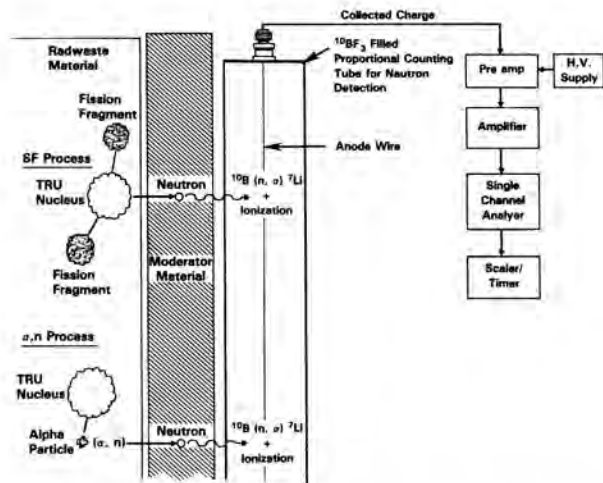 Radwaste
Material
Fission
Fragment
SF Process
TRU
Nucleus
Fission
Fragment
α,n Process
TRU
Nucleus
Alpha
Particle
(α, n)
Neutron
Moderator
Material
Neutron
¹⁰B (n, α) ⁷Li
+
Ionization
¹⁰B (n, α) ⁷Li
+
Ionization
Collected Charge
¹⁰BF₃ Filled
Proportional Counting
Tube for Neutron
Detection
Anode Wire
Pre amp
H.V.
Supply
Amplifier
Single
Channel
Analyer
Scaler/
Timer